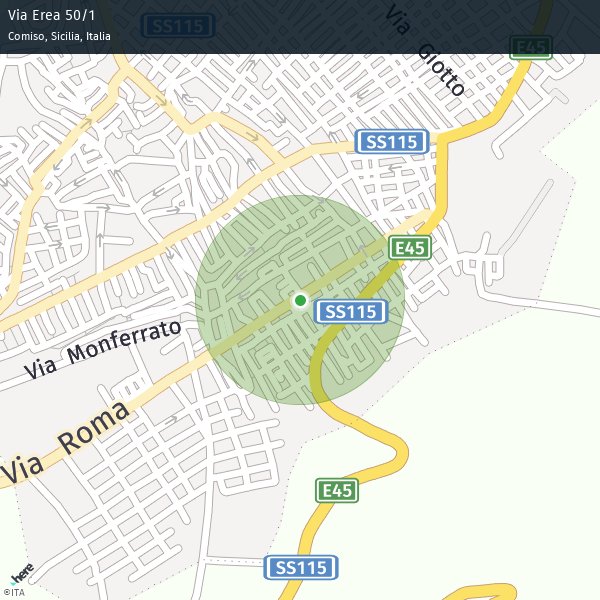 Via Erea 50/1
Comiso, Sicilia, Italia
SS115
E45
Via Giotto
SS115
E45
SS115
Via Monferrato
Via Roma
E45
SS115
here
©ITA